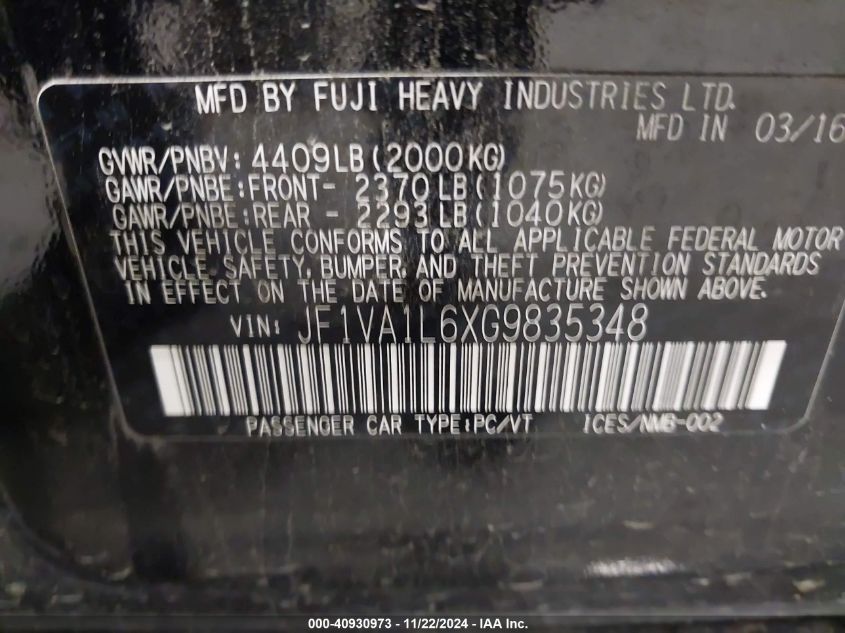 MFD BY FUJI HEAVY INDUSTRIES LTD.
MFD IN 03/16
GVWR/PNBV: 4409LB(2000KG)
GAWR/PNBE:FRONT- 2370LB(1075KG)
GAWR/PNBE:REAR - 2293LB(1040KG)
THIS VEHICLE CONFORMS TO ALL APPLICABLE FEDERAL MOTOR
VEHICLE SAFETY, BUMPER, AND THEFT PREVENTION STANDARDS
IN EFFECT ON THE DATE OF MANUFACTURE SHOWN ABOVE.
VIN: JF1VA1L6XG9835348
PASSENGER CAR TYPE:PC/VT ICES/NMB-002
000-40930973 - 11/22/2024 - IAA Inc.